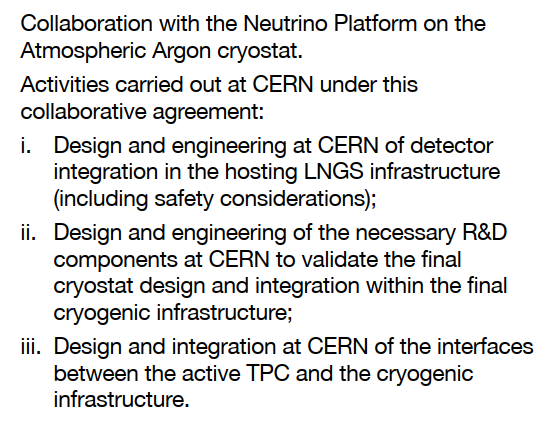 Collaboration with the Neutrino Platform on the
Atmospheric Argon cryostat.
Activities carried out at CERN under this
collaborative agreement:
i. Design and engineering at CERN of detector
integration in the hosting LNGS infrastructure
(including safety considerations);
ii. Design and engineering of the necessary R&D
components at CERN to validate the final
cryostat design and integration within the final
cryogenic infrastructure;
iii. Design and integration at CERN of the interfaces
between the active TPC and the cryogenic
infrastructure.